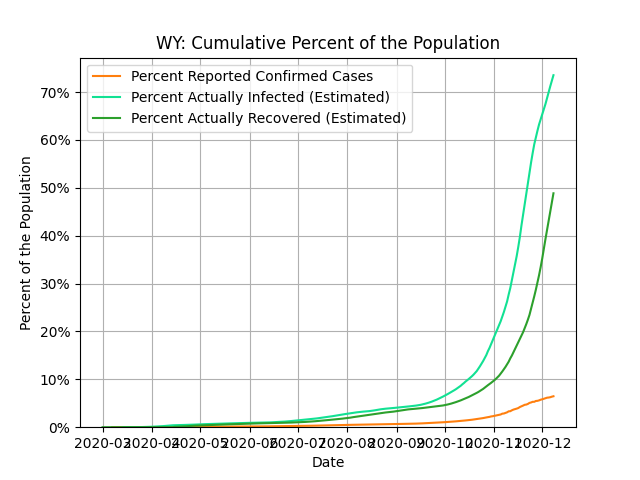 WY: Cumulative Percent of the Population
Percent Reported Confirmed Cases
Percent Actually Infected (Estimated)
Percent Actually Recovered (Estimated)
Percent of the Population
70%
60%
50%
40%
30%
20%
10%
0%
2020-03 2020-04 2020-05 2020-06 2020-07 2020-08 2020-09 2020-10 2020-11 2020-12
Date